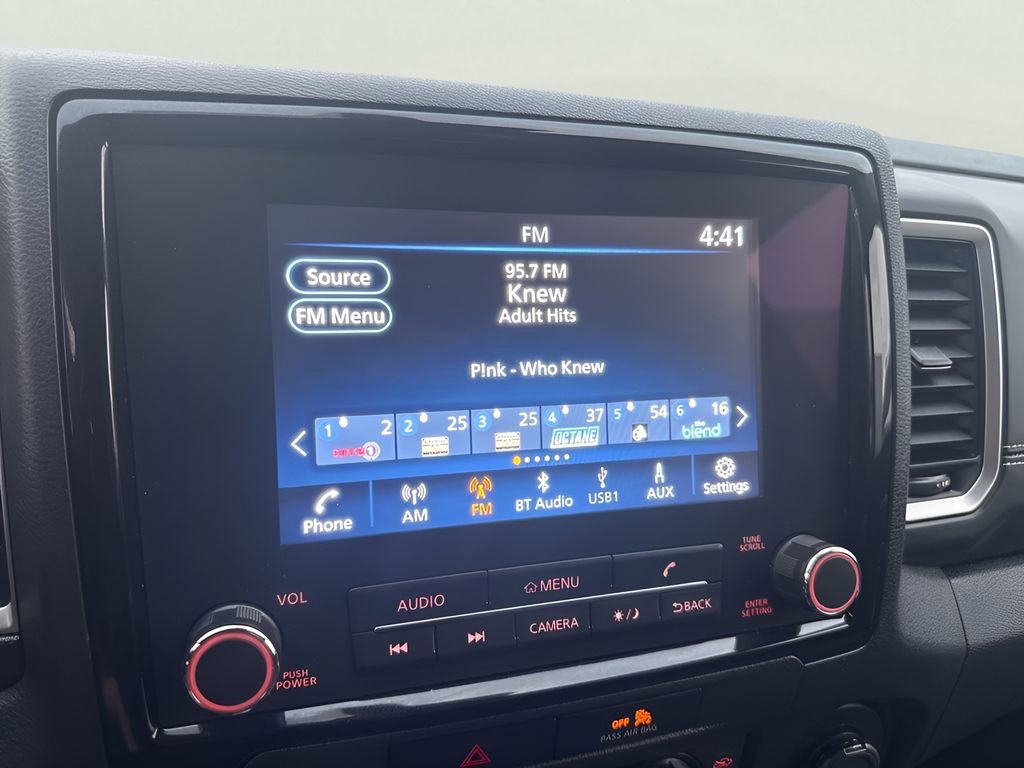 FM
4:41
Source
95.7 FM
Knew
FM Menu
Adult Hits
P!nk - Who Knew
1 2
2 25
3 25
4 37
5 54
6 16
OCTANE
the blend
Phone
AM
FM
BT Audio
USB1
AUX
Settings
VOL
AUDIO
MENU
TUNE
SCROLL
CAMERA
BACK
ENTER
SETTING
PUSH
POWER
OFF
PASS AIR BAG